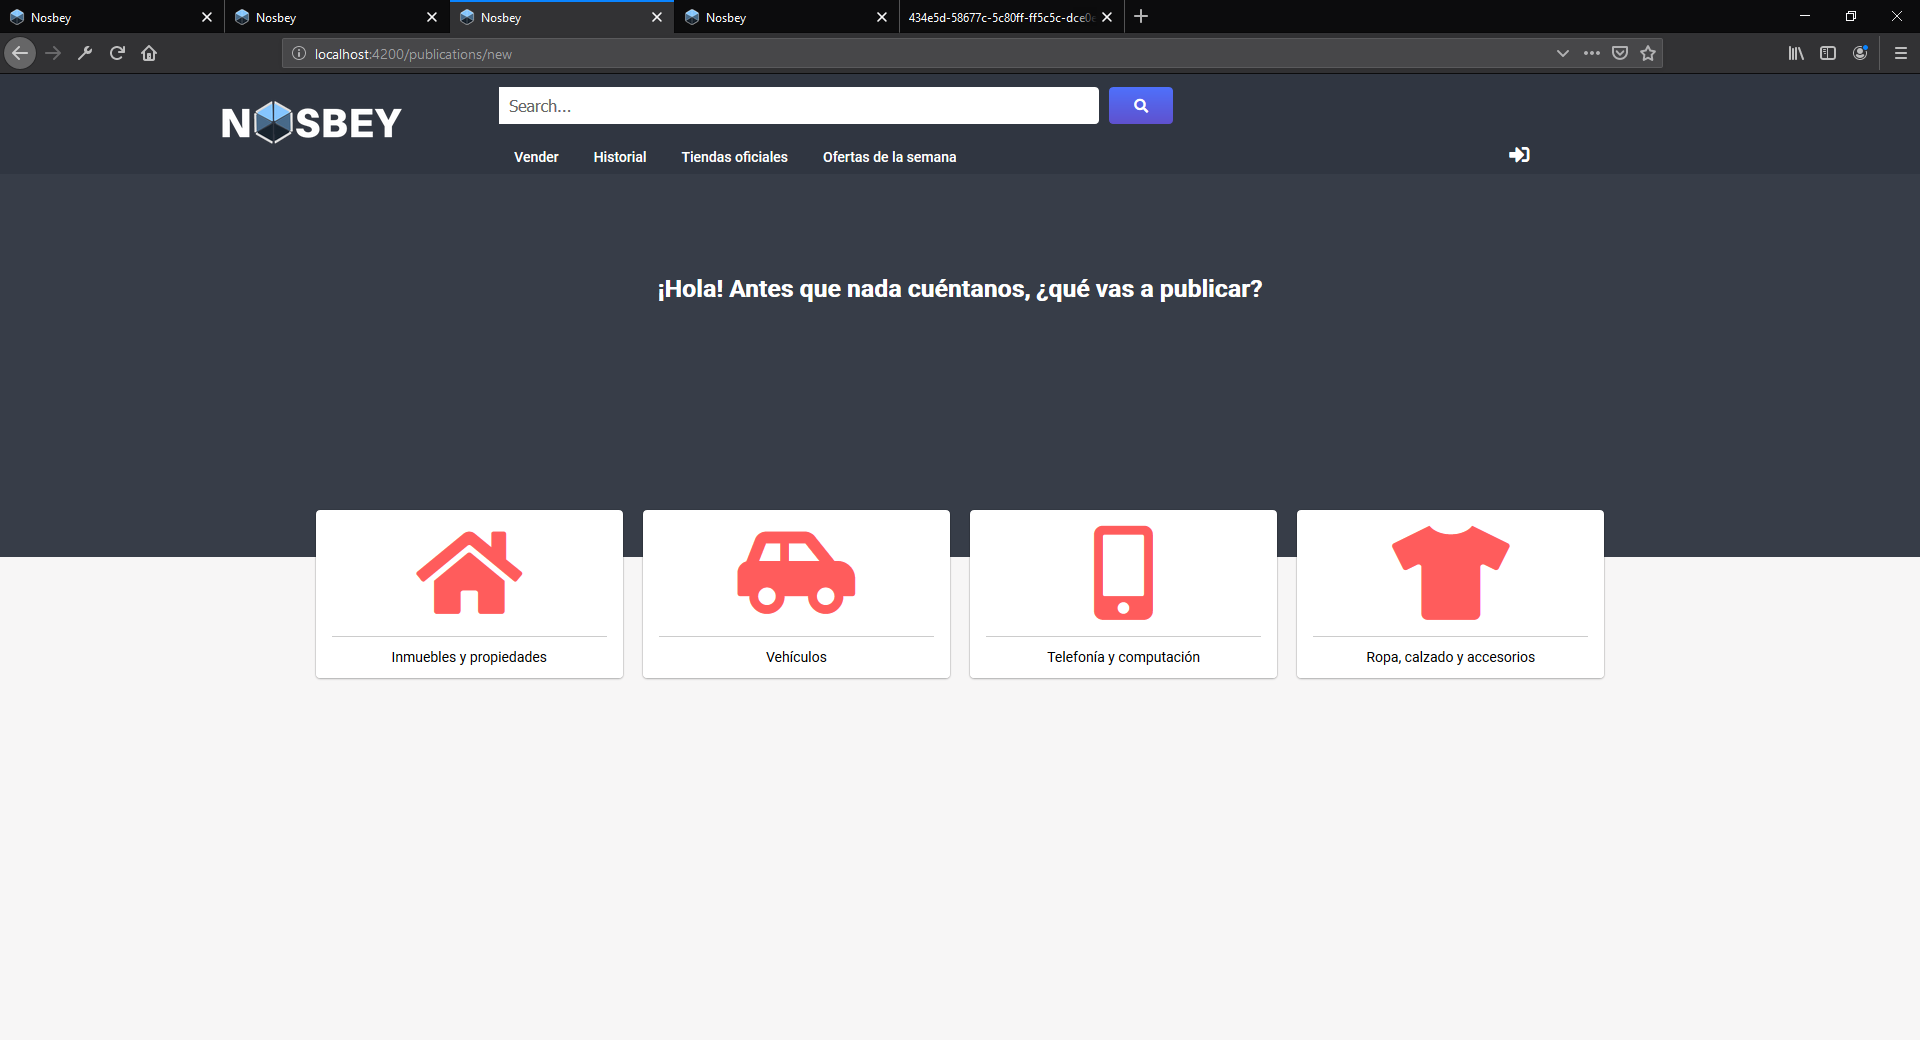 Nosbey
Nosbey
Nosbey
Nosbey
434e5d-58677c-5c80ff-ff5c5c-dce0
localhost:4200/publications/new
NOSBEY
Search...
Vender
Historial
Tiendas oficiales
Ofertas de la semana
¡Hola! Antes que nada cuéntanos, ¿qué vas a publicar?
Inmuebles y propiedades
Vehículos
Telefonía y computación
Ropa, calzado y accesorios